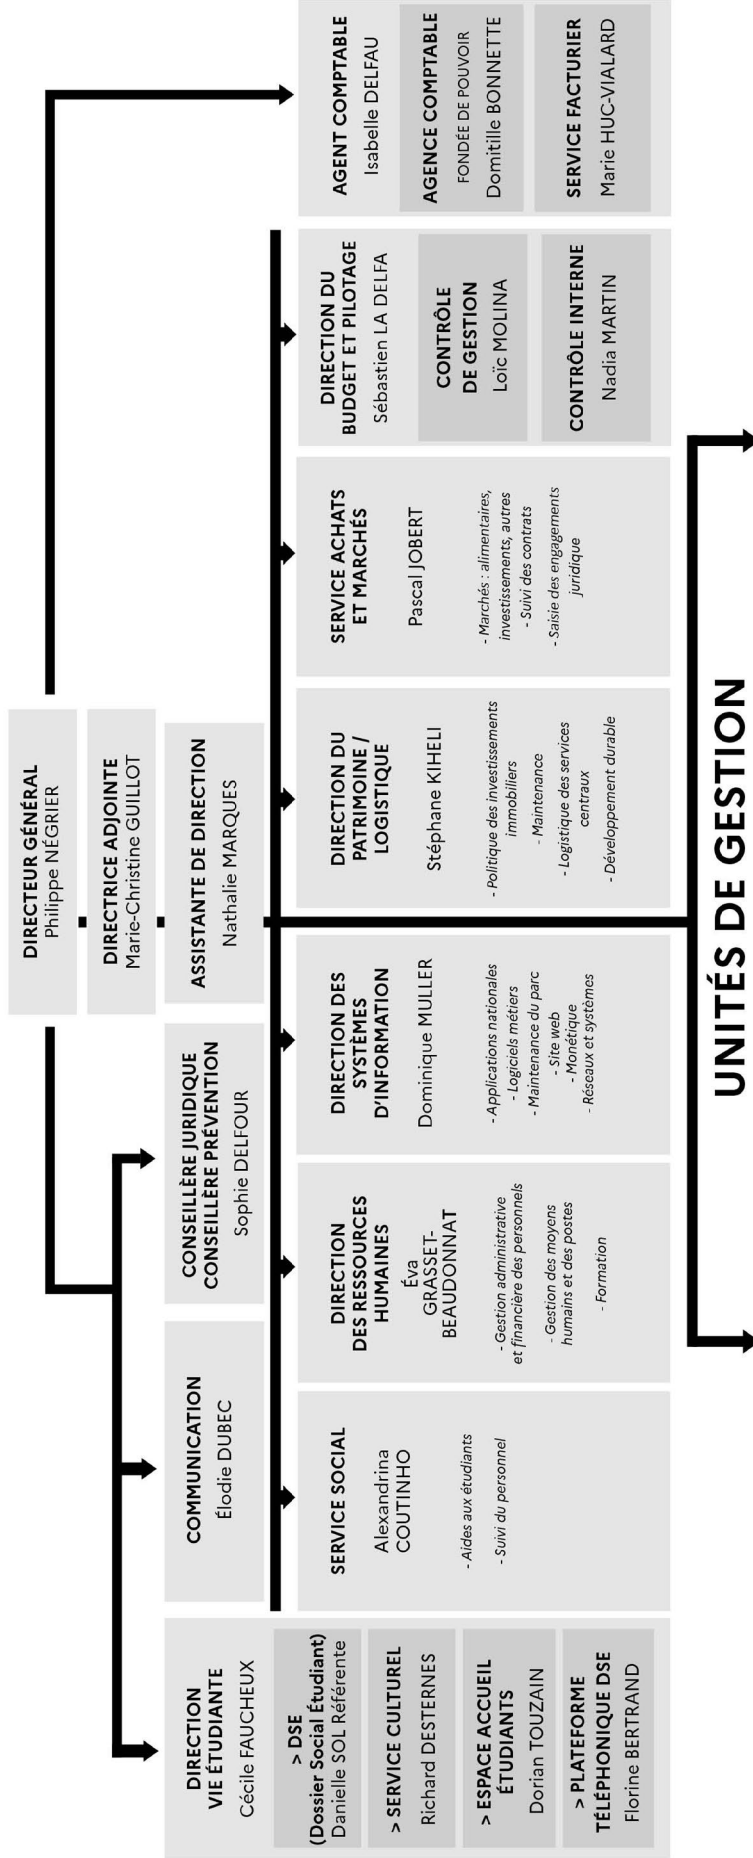 DIRECTEUR GÉNÉRAL
Philippe NÉGRIER
DIRECTRICE ADJOINTE
Marie-Christine GUILLOT
ASSISTANTE DE DIRECTION
Nathalie MARQUES
DIRECTION
VIE ÉTUDIANTE
Cécile FAUCHEUX
> DSE
(Dossier Social Étudiant)
Danielle SOL Référente
> SERVICE CULTUREL
Richard DESTERNES
> ESPACE ACCUEIL
ÉTUDIANTS
Dorian TOUZAIN
> PLATEFORME
TÉLÉPHONIQUE DSE
Florine BERTRAND
COMMUNICATION
Élodie DUBEC
CONSEILLÈRE JURIDIQUE
CONSEILLÈRE PRÉVENTION
Sophie DELFOUR
SERVICE SOCIAL
Alexandrina
COUTINHO
- Aides aux étudiants
- Suivi du personnel
DIRECTION
DES RESSOURCES
HUMAINES
Éva
GRASSET-
BEAUDONNAT
- Gestion administrative
et financière des personnels
- Gestion des moyens
humains et des postes
- Formation
DIRECTION DES
SYSTÈMES
D'INFORMATION
Dominique MULLER
- Applications nationales
- Logiciels métiers
- Maintenance du parc
- Site web
- Monétique
- Réseaux et systèmes
DIRECTION DU
PATRIMOINE /
LOGISTIQUE
Stéphane KIHELI
- Politique des investissements
immobiliers
- Maintenance
- Logistique des services
centraux
- Développement durable
SERVICE ACHATS
ET MARCHÉS
Pascal JOBERT
- Marchés : alimentaires,
investissements, autres
- Suivi des contrats
- Saisie des engagements
juridique
DIRECTION DU
BUDGET ET PILOTAGE
Sébastien LA DELFA
CONTRÔLE
DE GESTION
Loïc MOLINA
CONTRÔLE INTERNE
Nadia MARTIN
AGENT COMPTABLE
Isabelle DELFAU
AGENCE COMPTABLE
FONDÉE DE POUVOIR
Domitille BONNETTE
SERVICE FACTURIER
Marie HUC-VIALARD
UNITÉS DE GESTION